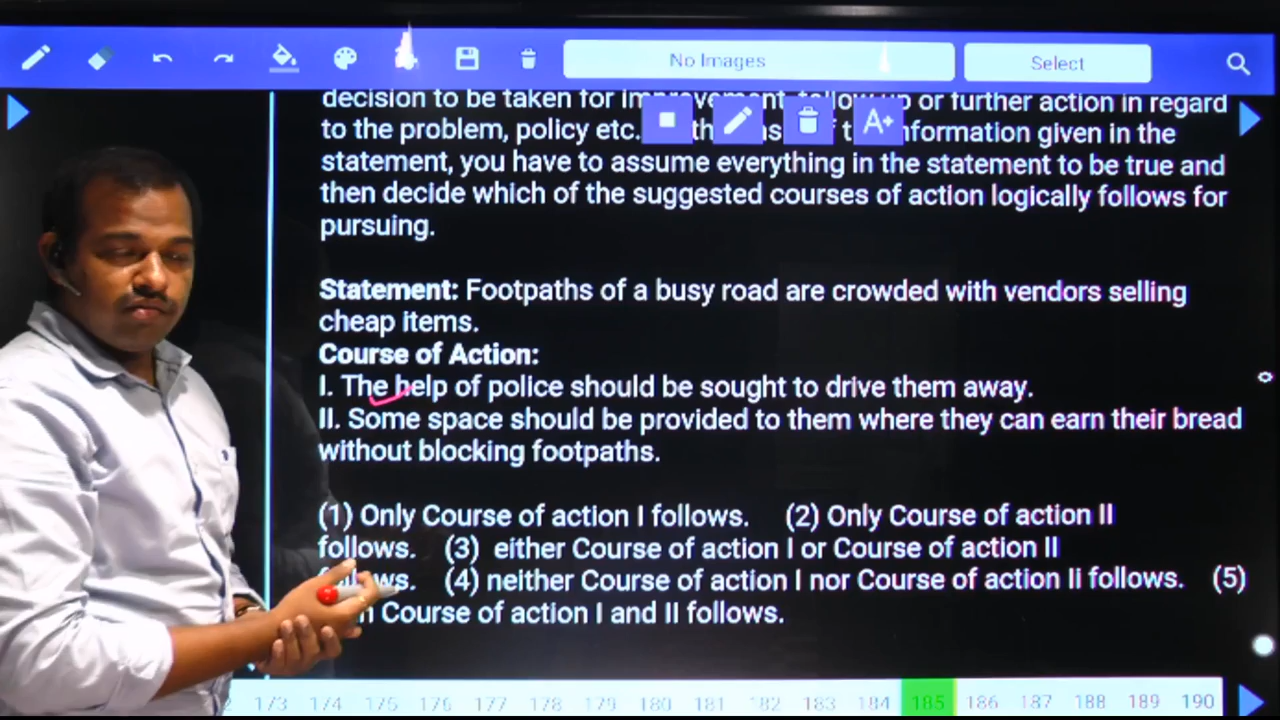 No Images
Select
decision to be taken for improvement, follow up or further action in regard
to the problem, policy etc. A+ information given in the
statement, you have to assume everything in the statement to be true and
then decide which of the suggested courses of action logically follows for
pursuing.
Statement: Footpaths of a busy road are crowded with vendors selling
cheap items.
Course of Action:
I. The help of police should be sought to drive them away.
II. Some space should be provided to them where they can earn their bread
without blocking footpaths.
(1) Only Course of action I follows. (2) Only Course of action II
follows. (3) either Course of action I or Course of action II
(4) neither Course of action I nor Course of action Ii follows. (5)
Course of action I and II follows.
173 174 175 176 177 178 179 180 181 182 183 184 185 186 187 188 189 190